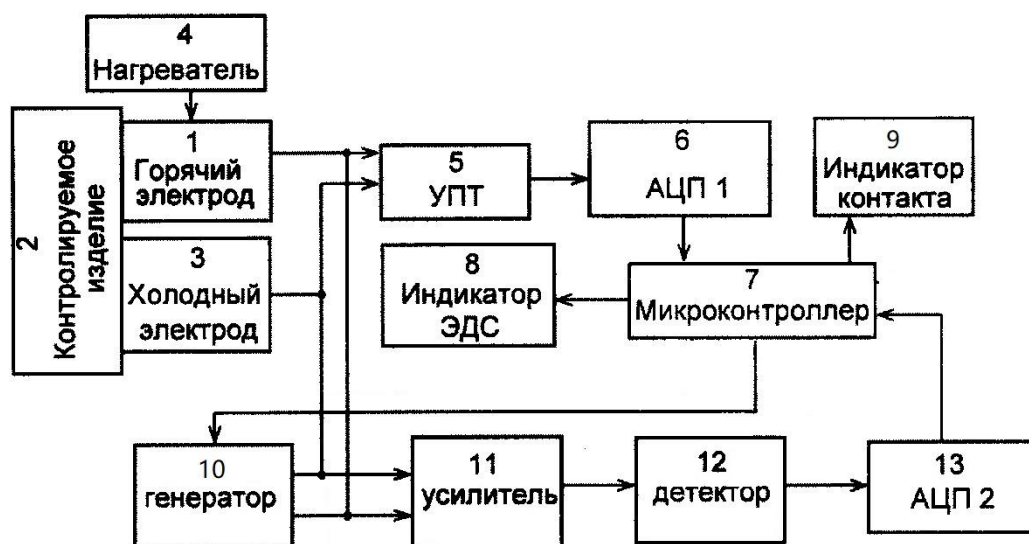 4
Нагреватель
2
Контролируемое
изделие
1
Горячий
электрод
3
Холодный
электрод
5
УПТ
6
АЦП 1
9
Индикатор
контакта
8
Индикатор
ЭДС
7
Микроконтроллер
10
генератор
11
усилитель
12
детектор
13
АЦП 2